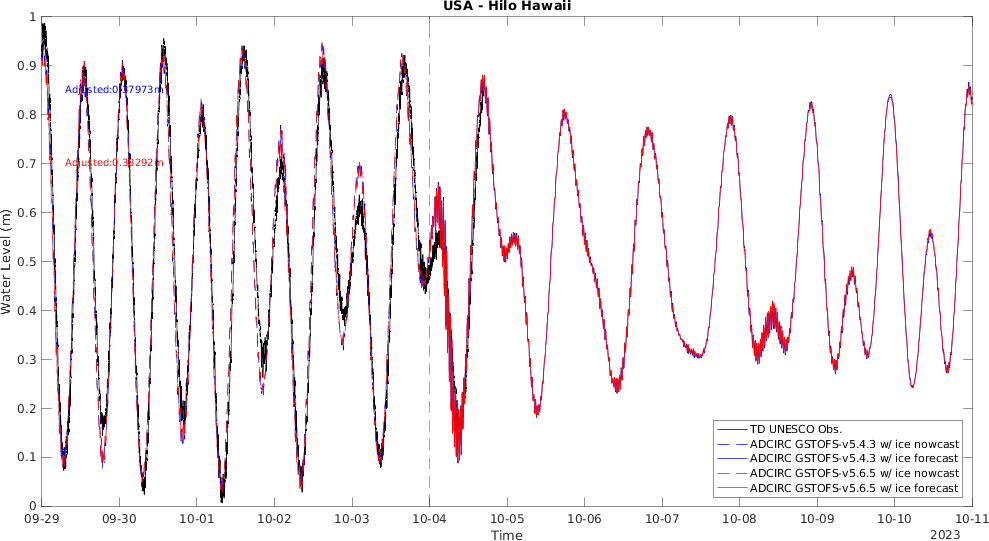 USA - Hilo Hawaii
Water Level (m)
1
0.9
0.8
0.7
0.6
0.5
0.4
0.3
0.2
0.1
0
Adjusted:0.37973m
Adjusted:0.38292m
TD UNESCO Obs.
ADCIRC GSTOFS-v5.4.3 w/ ice nowcast
ADCIRC GSTOFS-v5.4.3 w/ ice forecast
ADCIRC GSTOFS-v5.6.5 w/ ice nowcast
ADCIRC GSTOFS-v5.6.5 w/ ice forecast
09-29 09-30 10-01 10-02 10-03 10-04 10-05 10-06 10-07 10-08 10-09 10-10 10-11
Time
2023